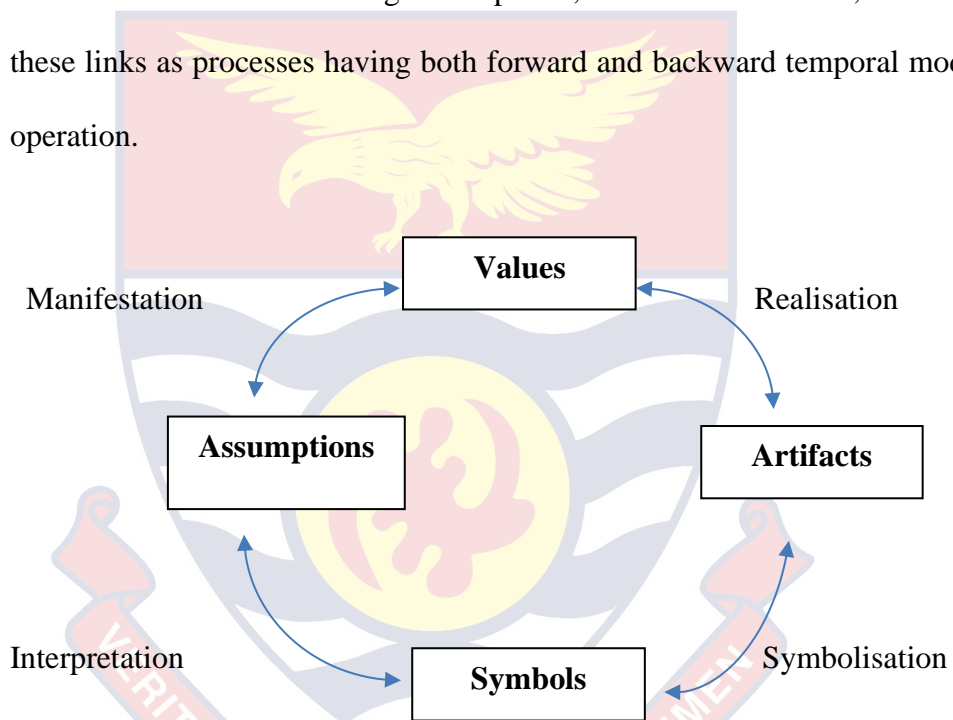 these links as processes having both forward and backward temporal
operation.
Values
Manifestation Realisation
Assumptions Artifacts
Interpretation Symbolisation
Symbols